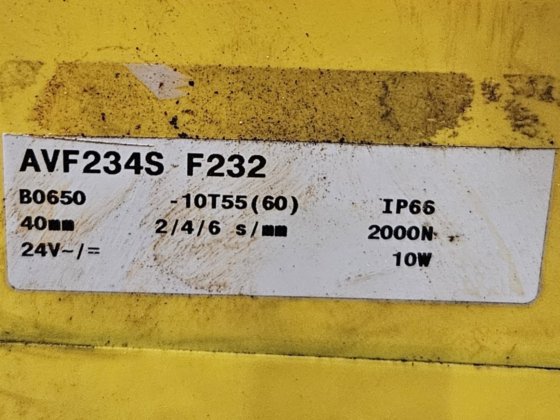 AVF234S F232
B0650 -10T55(60) IP66
40mm 2/4/6 s/mm 2000N
24V~/⎓ 10W